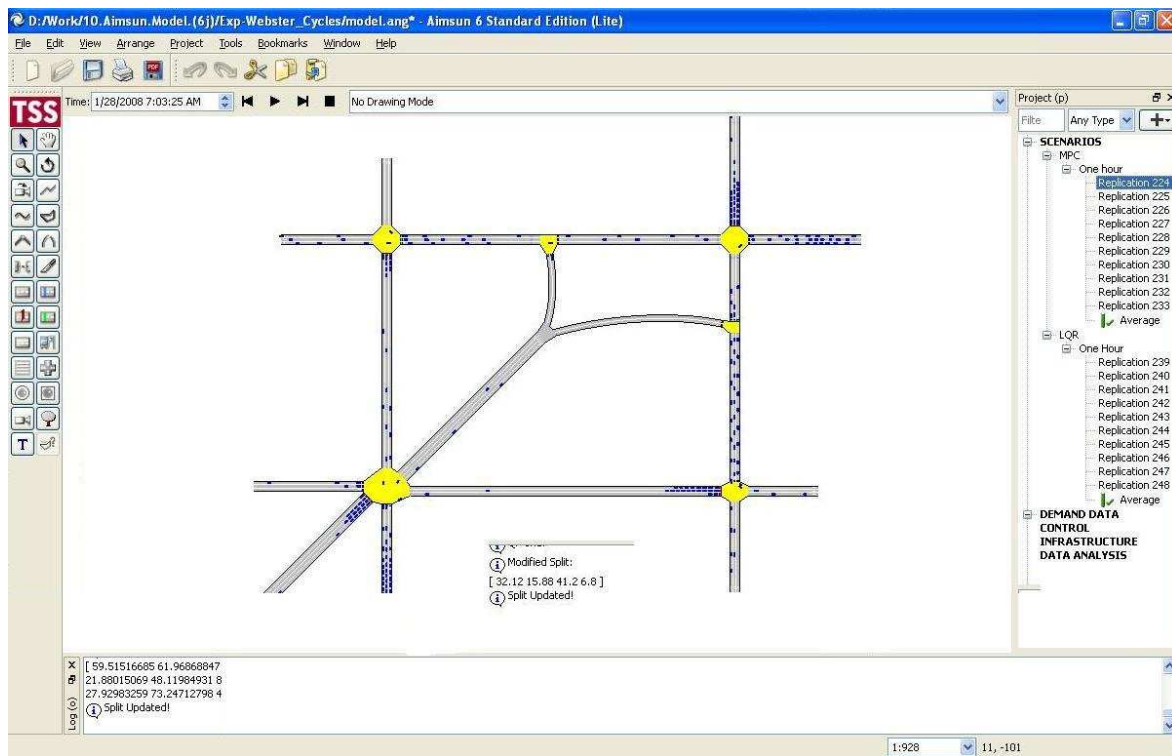 D:/Work/10.Aimsun.Model.(6j)/Exp-Webster_Cycles/model.ang* - Aimsun 6 Standard Edition (Lite)
File Edit View Arrange Project Tools Bookmarks Window Help
PDF
TSS
Time: 1/28/2008 7:03:25 AM
No Drawing Mode
Project (p)
Filte Any Type
SCENARIOS
MPC
One hour
Replication 224
Replication 225
Replication 226
Replication 227
Replication 228
Replication 229
Replication 230
Replication 231
Replication 232
Replication 233
Average
LQR
One Hour
Replication 239
Replication 240
Replication 241
Replication 242
Replication 243
Replication 244
Replication 245
Replication 246
Replication 247
Replication 248
Average
DEMAND DATA
CONTROL
INFRASTRUCTURE
DATA ANALYSIS
T
Modified Split:
[ 32.12 15.88 41.2 6.8 ]
Split Updated!
Log (o)
[ 59.51516685 61.96868847
21.88015069 48.11984931 8
27.92983259 73.24712798 4
Split Updated!
1:928 11, -101